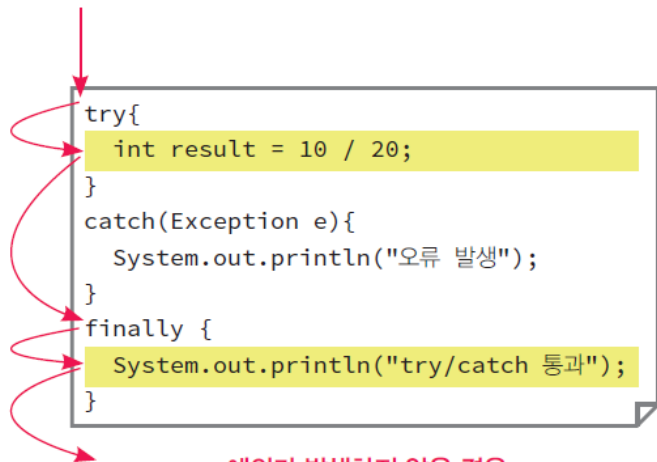 try{
int result = 10 / 20;
}
catch(Exception e){
System.out.println("오류 발생");
}
finally {
System.out.println("try/catch 통과");
}